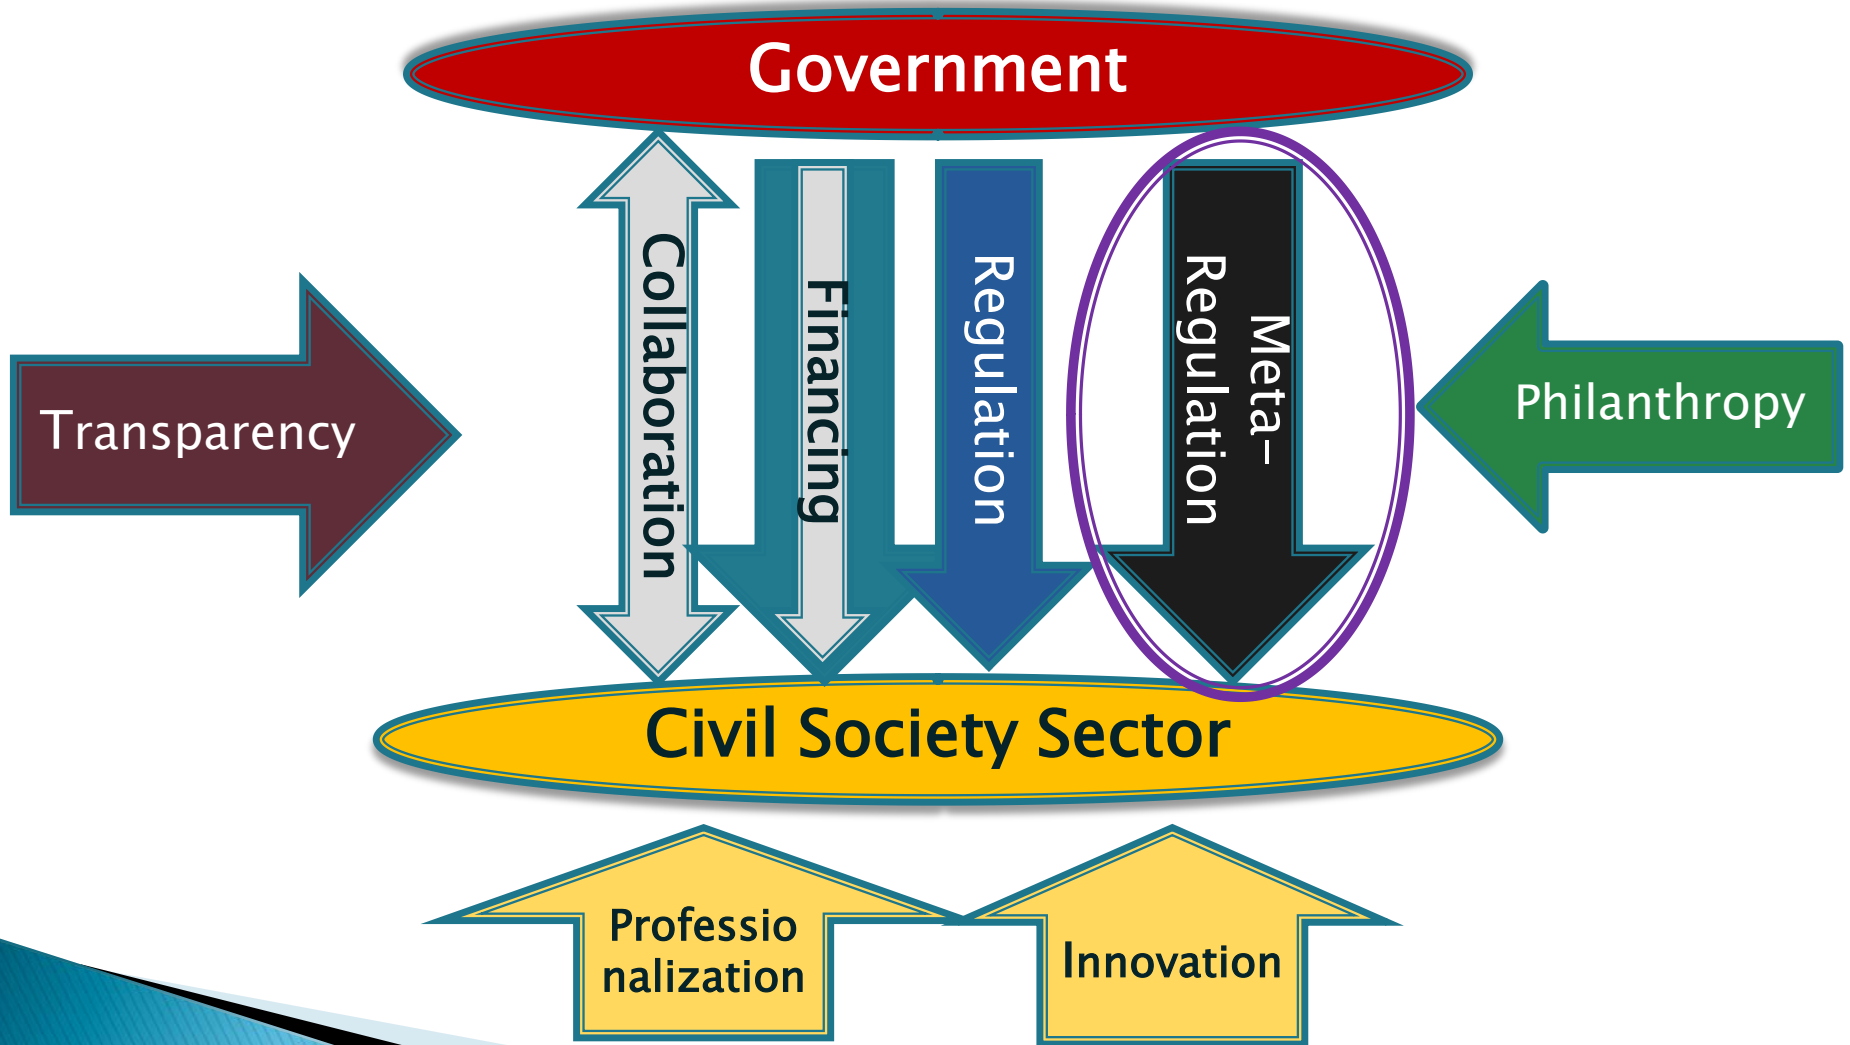 Government
Collaboration
Financing
Regulation
Meta-
Regulation
Transparency
Philanthropy
Civil Society Sector
Professio
nalization
Innovation